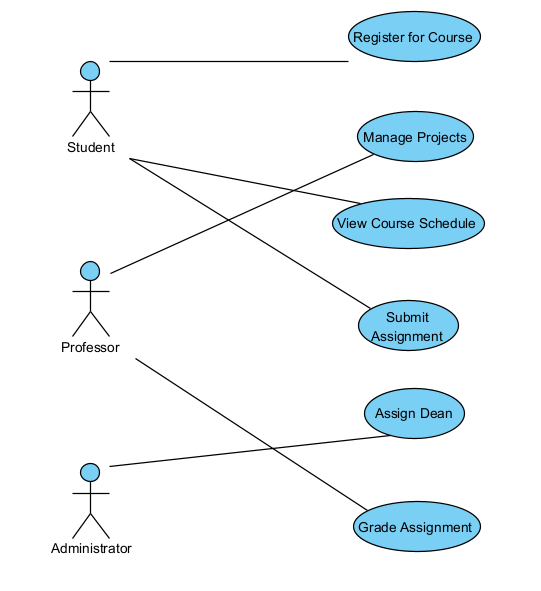 Register for Course
Student
Manage Projects
View Course Schedule
Professor
Submit
Assignment
Assign Dean
Administrator
Grade Assignment